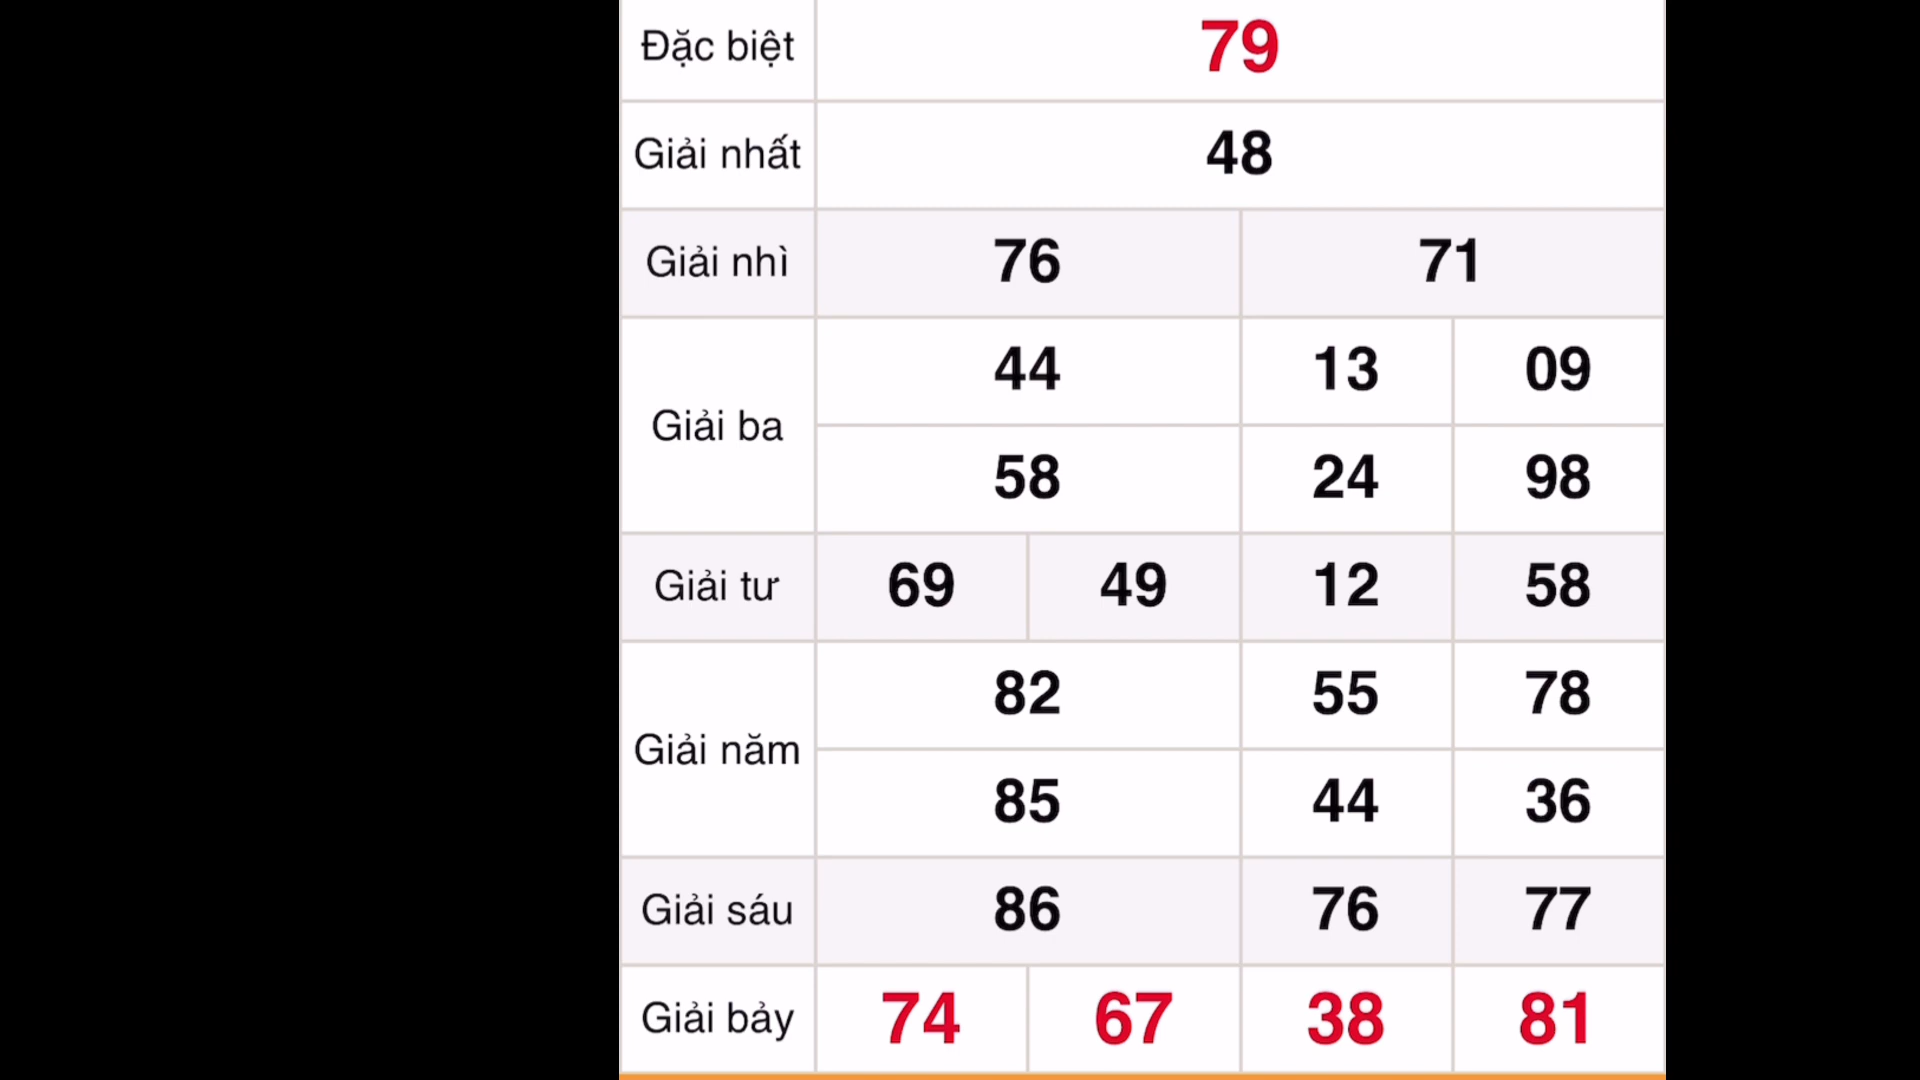 Đặc biệt 79
Giải nhất 48
Giải nhì 76 71
Giải ba 44 13 09
58 24 98
Giải tư 69 49 12 58
Giải năm 82 55 78
85 44 36
Giải sáu 86 76 77
Giải bảy 74 67 38 81